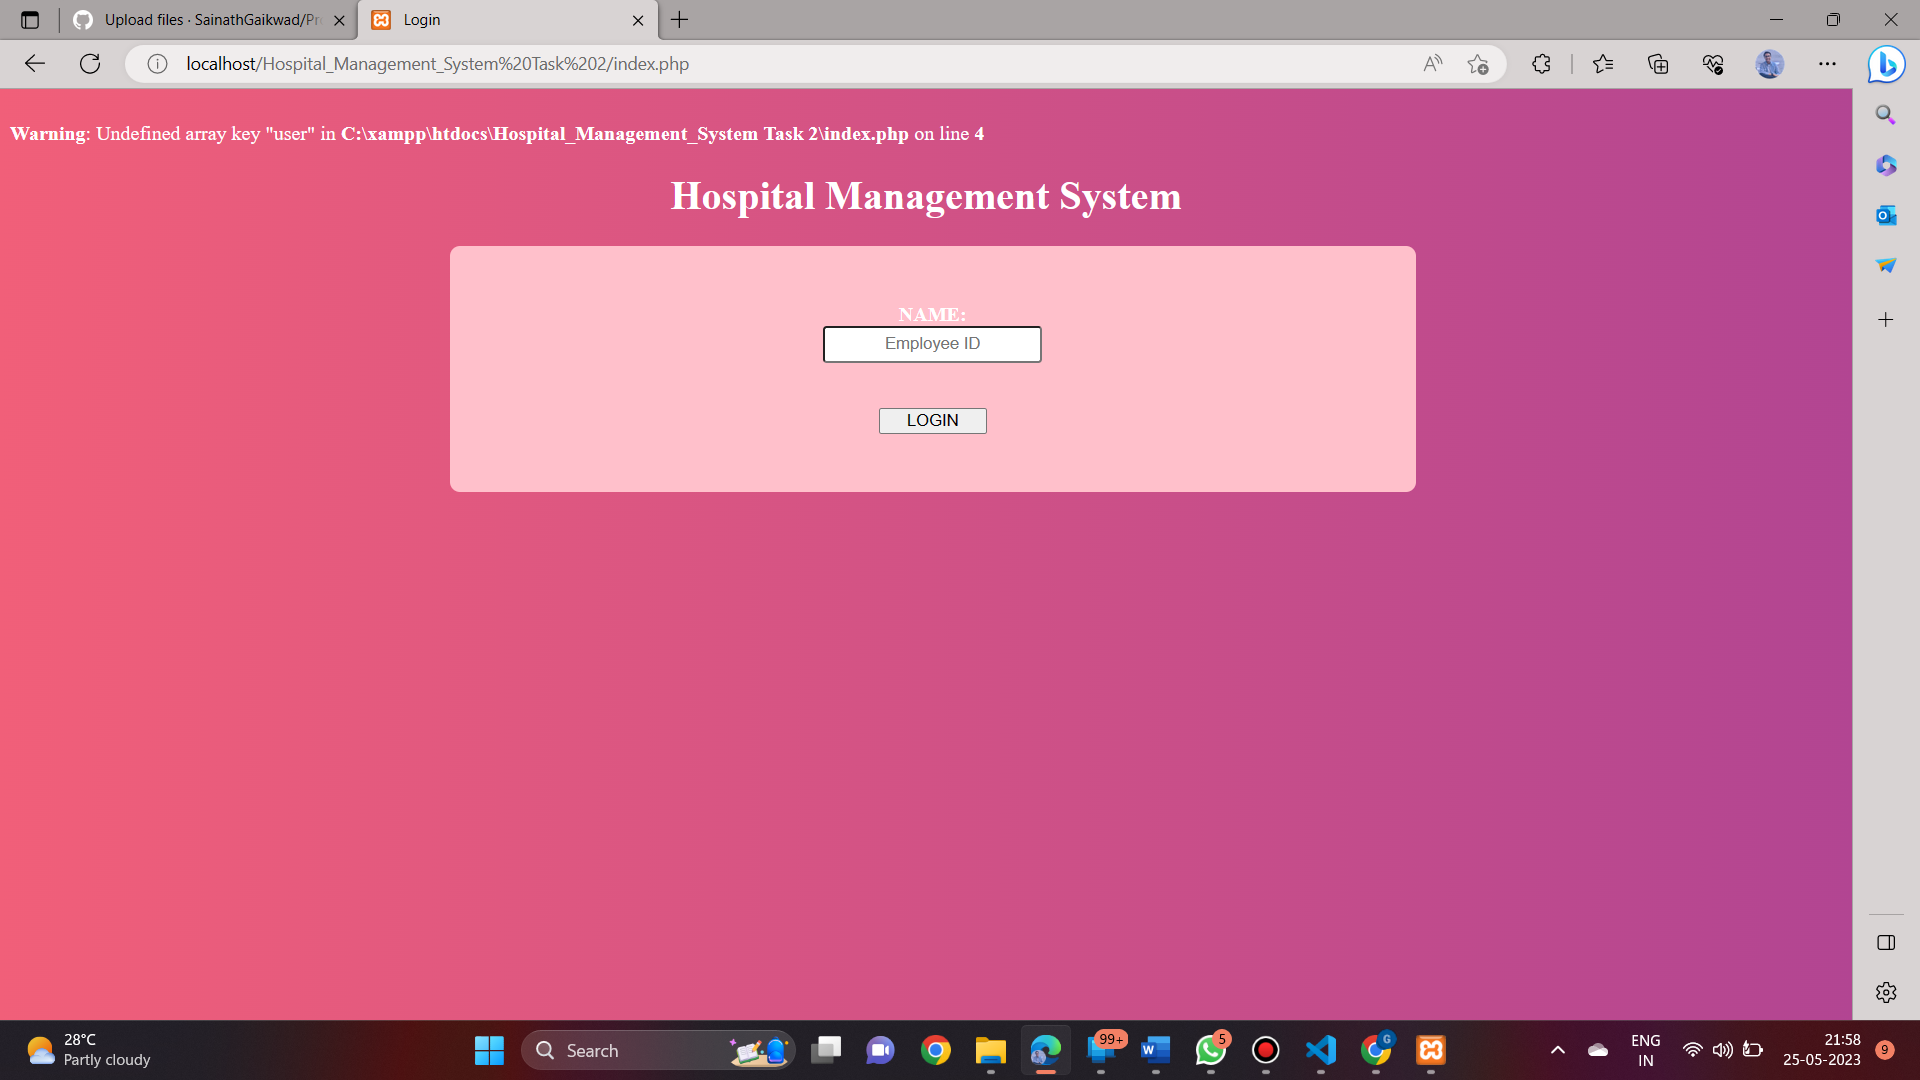 Upload files · SainathGaikwad/Pr
Login
localhost/Hospital_Management_System%20Task%202/index.php
Warning: Undefined array key "user" in C:\xampp\htdocs\Hospital_Management_System Task 2\index.php on line 4
Hospital Management System
NAME:
Employee ID
LOGIN
28°C
Partly cloudy
Search
99+
5
G
ENG
IN
21:58
25-05-2023
9